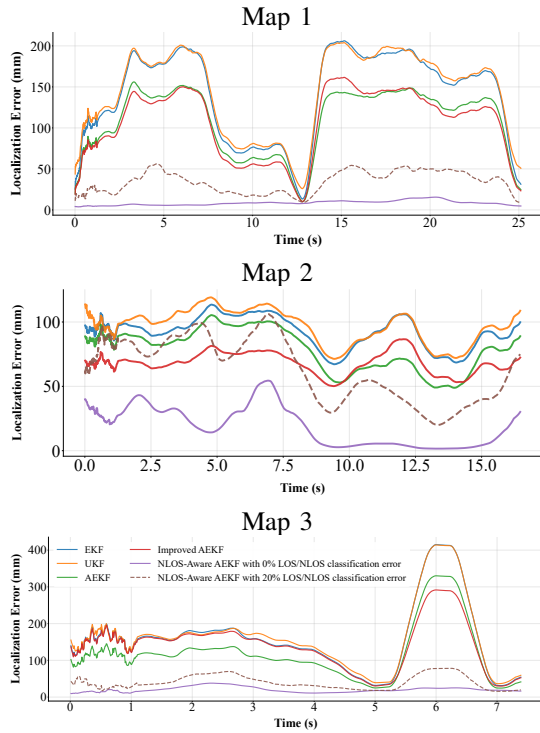 Map 1
Localization Error (mm)
200
150
100
50
0
0
5
10
15
20
25
Time (s)
Map 2
Localization Error (mm)
100
50
0
0.0
2.5
5.0
7.5
10.0
12.5
15.0
Time (s)
Map 3
Localization Error (mm)
EKF
UKF
AEKF
Improved AEKF
NLOS-Aware AEKF with 0% LOS/NLOS classification error
NLOS-Aware AEKF with 20% LOS/NLOS classification error
400
300
200
100
0
0
1
2
3
4
5
6
7
Time (s)